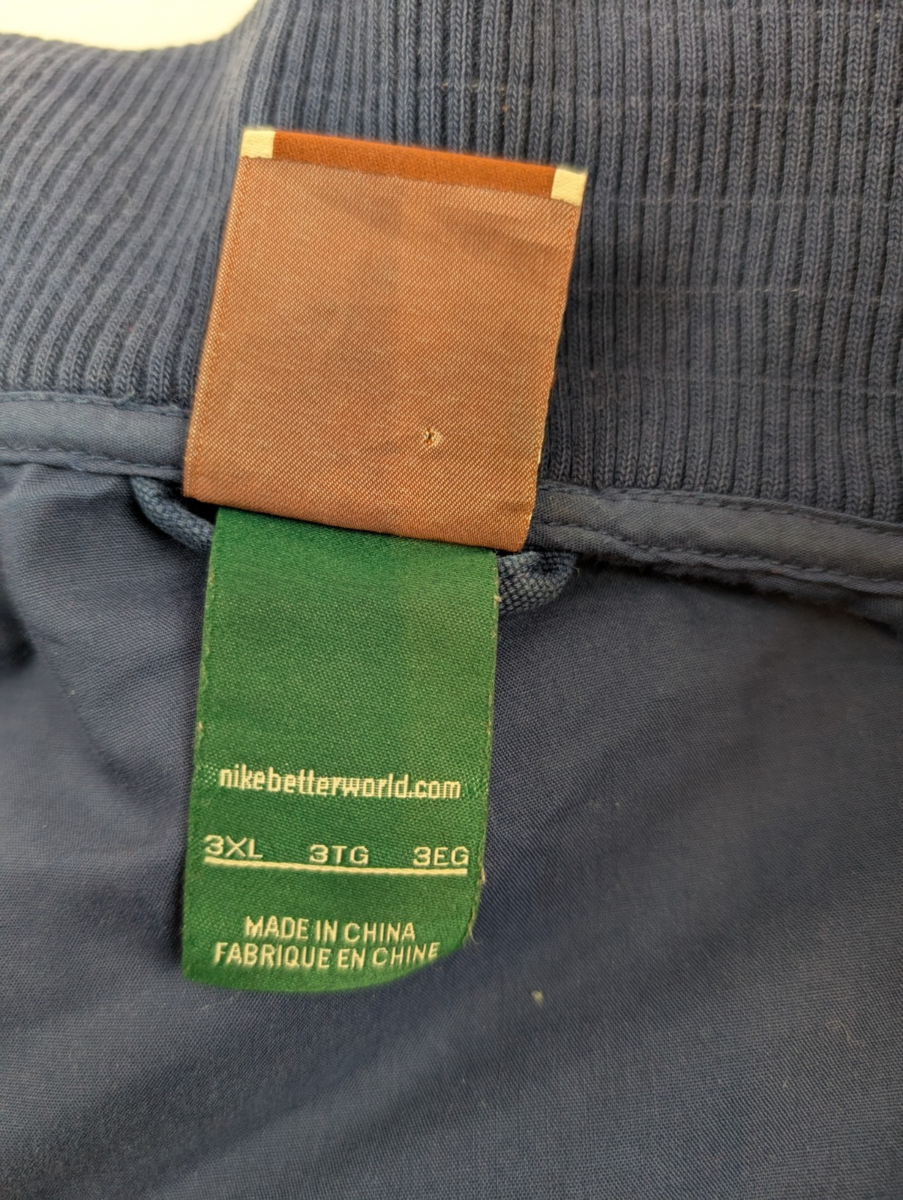 nikebetterworld.com
3XL 3TG 3EG
MADE IN CHINA
FABRIQUE EN CHINE